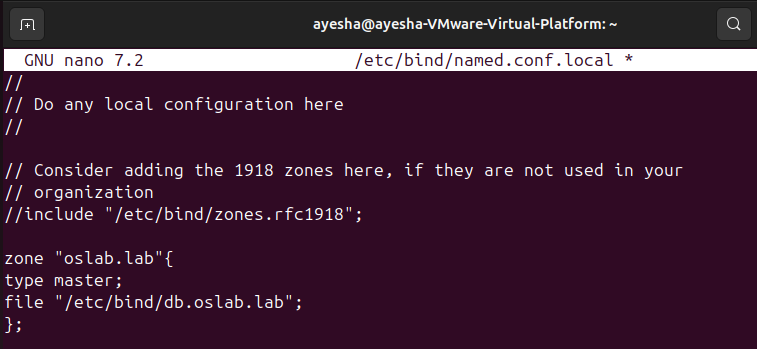 ayesha@ayesha-VMware-Virtual-Platform: ~
GNU nano 7.2 /etc/bind/named.conf.local *
//
// Do any local configuration here
//
// Consider adding the 1918 zones here, if they are not used in your
// organization
//include "/etc/bind/zones.rfc1918";
zone "oslab.lab"{
type master;
file "/etc/bind/db.oslab.lab";
};